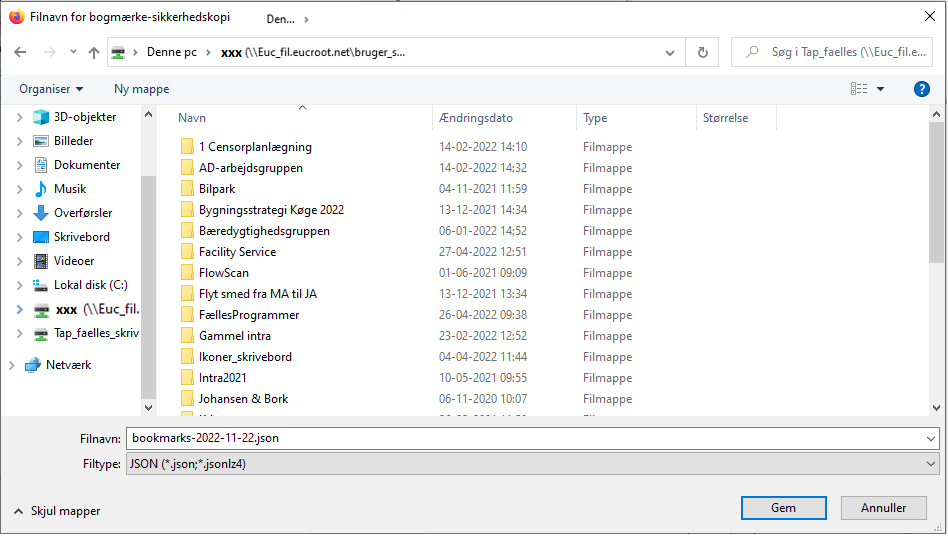 Filnavn for bogmærke-sikkerhedskopi
Den...
Denne pc xxx (\\Euc_fil.eucroot.net\bruger_s...
Søg i Tap_faelles (\\Euc_fil.e...
Organiser Ny mappe
3D-objekter
Billeder
Dokumenter
Musik
Overførsler
Skrivebord
Videoer
Lokal disk (C:)
xxx (\\Euc_fil.
Tap_faelles_skriv
Netværk
Navn Ændringsdato Type Størrelse
1 Censorplanlægning 14-02-2022 14:10 Filmappe
AD-arbejdsgruppen 14-02-2022 14:32 Filmappe
Bilpark 04-11-2021 11:59 Filmappe
Bygningsstrategi Køge 2022 13-12-2021 14:34 Filmappe
Bæredygtighedsgruppen 06-01-2022 14:52 Filmappe
Facility Service 27-04-2022 12:51 Filmappe
FlowScan 01-06-2021 09:09 Filmappe
Flyt smed fra MA til JA 13-12-2021 13:34 Filmappe
FællesProgrammer 26-04-2022 09:38 Filmappe
Gammel intra 23-02-2022 12:52 Filmappe
Ikoner_skrivebord 04-04-2022 11:44 Filmappe
Intra2021 10-05-2021 09:55 Filmappe
Johansen & Bork 06-11-2020 10:07 Filmappe
Filnavn: bookmarks-2022-11-22.json
Filtype: JSON (*.json;*.jsonlz4)
Skjul mapper
Gem Annuller